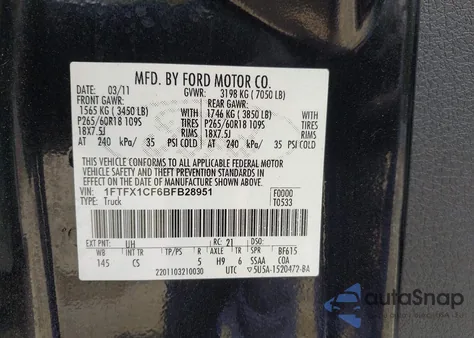 MFD. BY FORD MOTOR CO.
DATE: 03/11 GVWR: 3198 KG ( 7050 LB)
FRONT GAWR: REAR GAWR:
1565 KG ( 3450 LB) WITH 1746 KG ( 3850 LB) WITH
P265/60R18 109S TIRES P265/60R18 109S TIRES
18X7.5J RIMS 18X7.5J RIMS
AT 240 kPa/ 35 PSI COLD AT 240 kPa/ 35 PSI COLD
THIS VEHICLE CONFORMS TO ALL APPLICABLE FEDERAL MOTOR
VEHICLE SAFETY AND THEFT PREVENTION STANDARDS IN
EFFECT ON THE DATE OF MANUFACTURE SHOWN ABOVE.
VIN: 1FTFX1CF6BFB28951 F0000
TYPE: Truck T0533
EXT PNT: UH RC: 21 DSO:
WB INT TR TP/PS R AX TR SPR BF615
145 CS 5 H9 6 SSAA COA
2201103210030 UTC 5U5A-1520472-BA
autoSnap